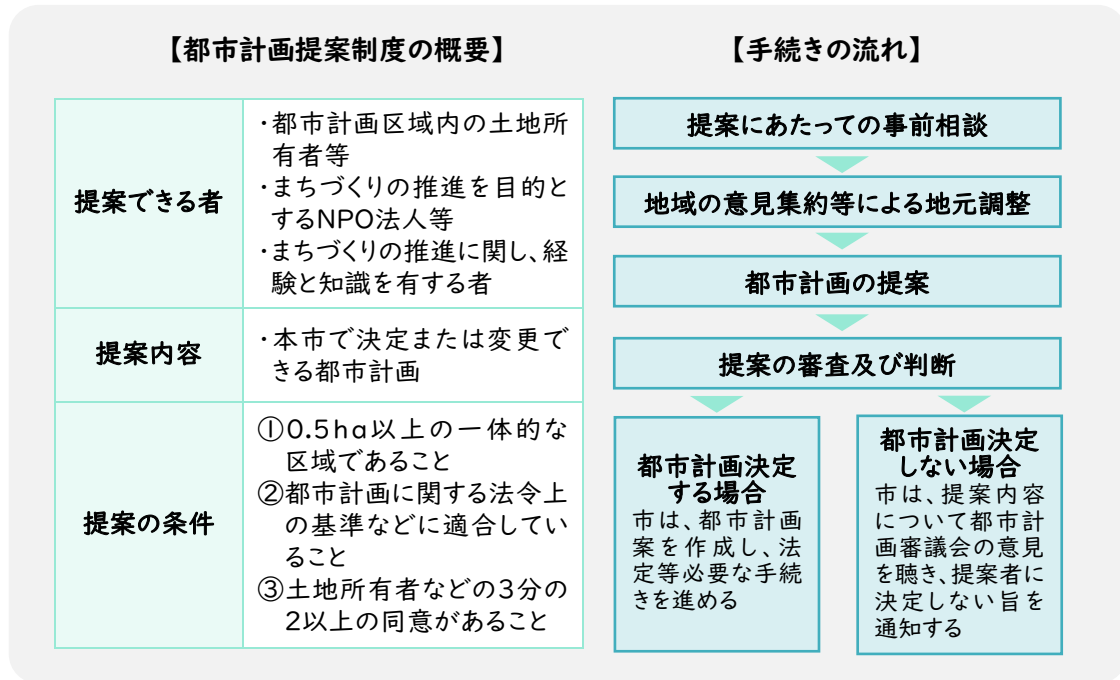 【都市計画提案制度の概要】
提案できる者
・都市計画区域内の土地所
有者等
・まちづくりの推進を目的と
するNPO法人等
・まちづくりの推進に関し、経
験と知識を有する者
提案内容
・本市で決定または変更で
きる都市計画
提案の条件
①0.5ha以上の一体的な
区域であること
②都市計画に関する法令上
の基準などに適合してい
ること
③土地所有者などの3分の
2以上の同意があること
【手続きの流れ】
提案にあたっての事前相談
地域の意見集約等による地元調整
都市計画の提案
提案の審査及び判断
都市計画決定
する場合
市は、都市計画
案を作成し、法
定等必要な手続
きを進める
都市計画決定
しない場合
市は、提案内容
について都市計
画審議会の意見
を聴き、提案者に
決定しない旨を
通知する